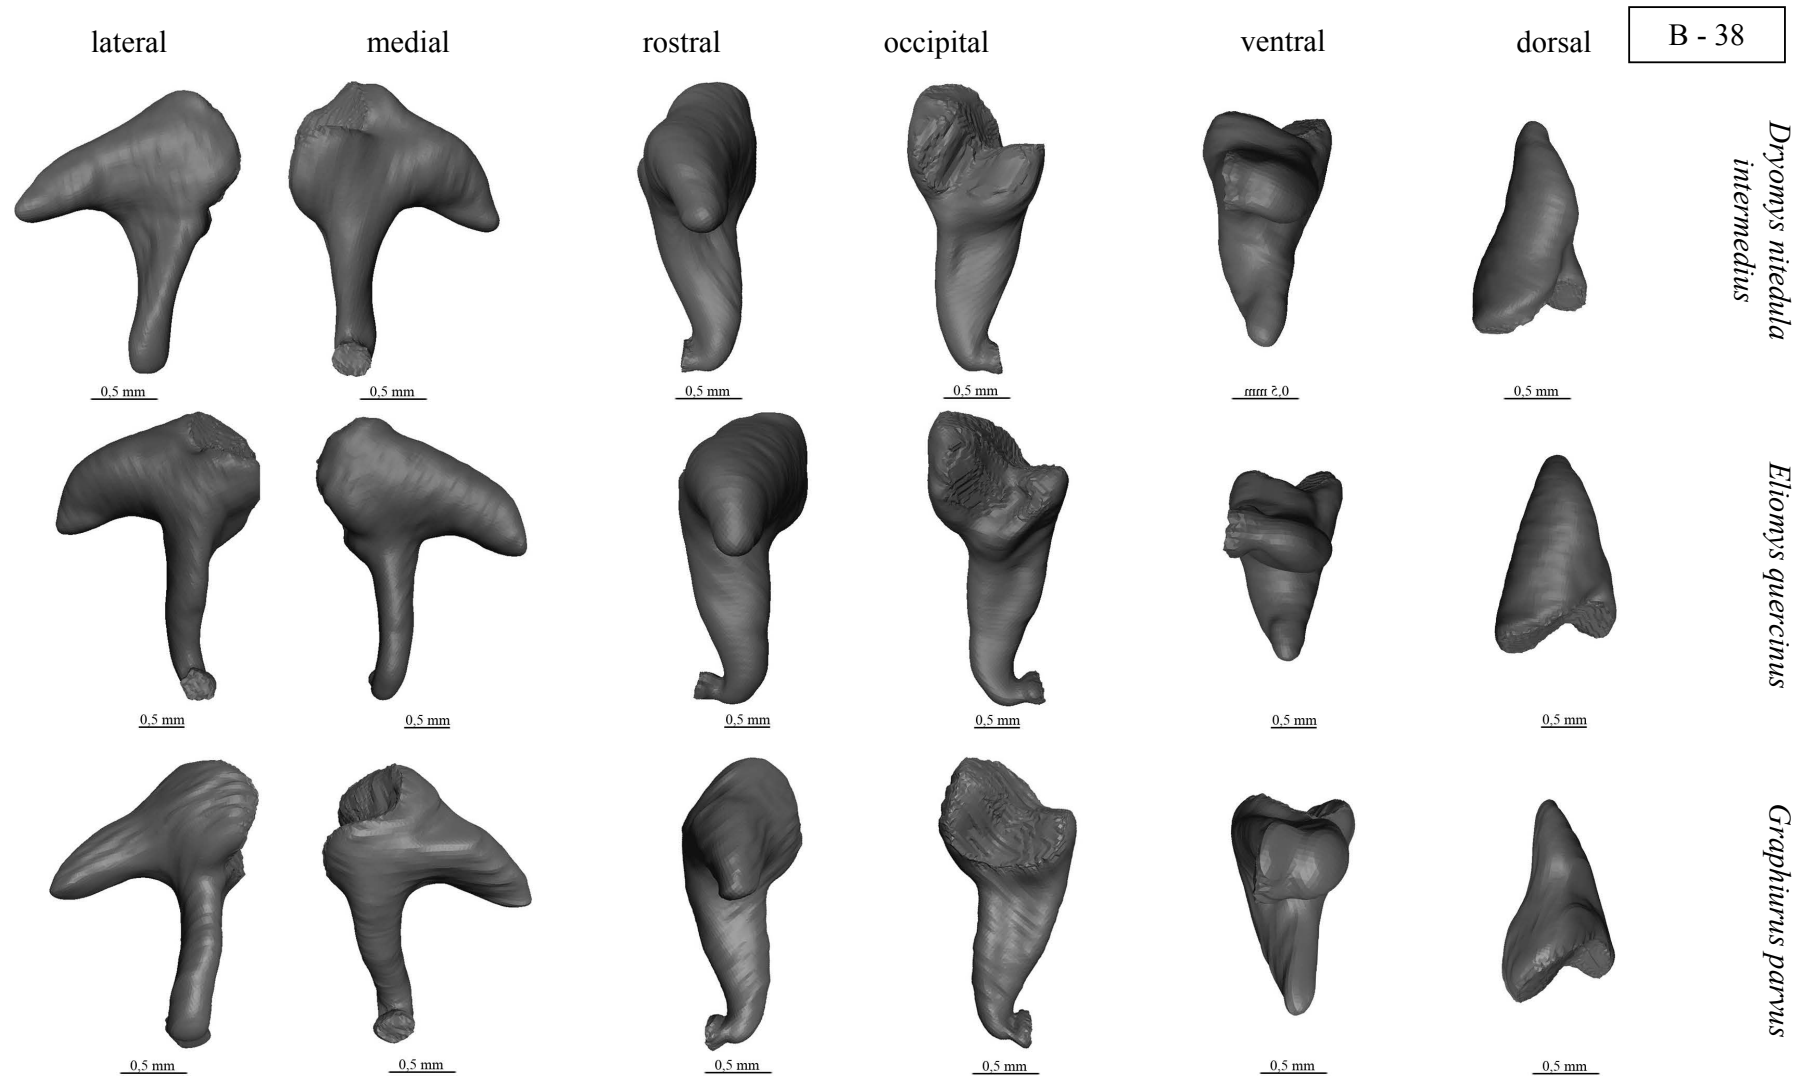 lateral medial rostral occipital ventral dorsal B - 38
Dryomys nitedula
intermedius
0,5 mm 0,5 mm 0,5 mm 0,5 mm 0,5 mm 0,5 mm
Eliomys quercinus
0,5 mm 0,5 mm 0,5 mm 0,5 mm 0,5 mm 0,5 mm
Graphiurus parvus
0,5 mm 0,5 mm 0,5 mm 0,5 mm 0,5 mm 0,5 mm